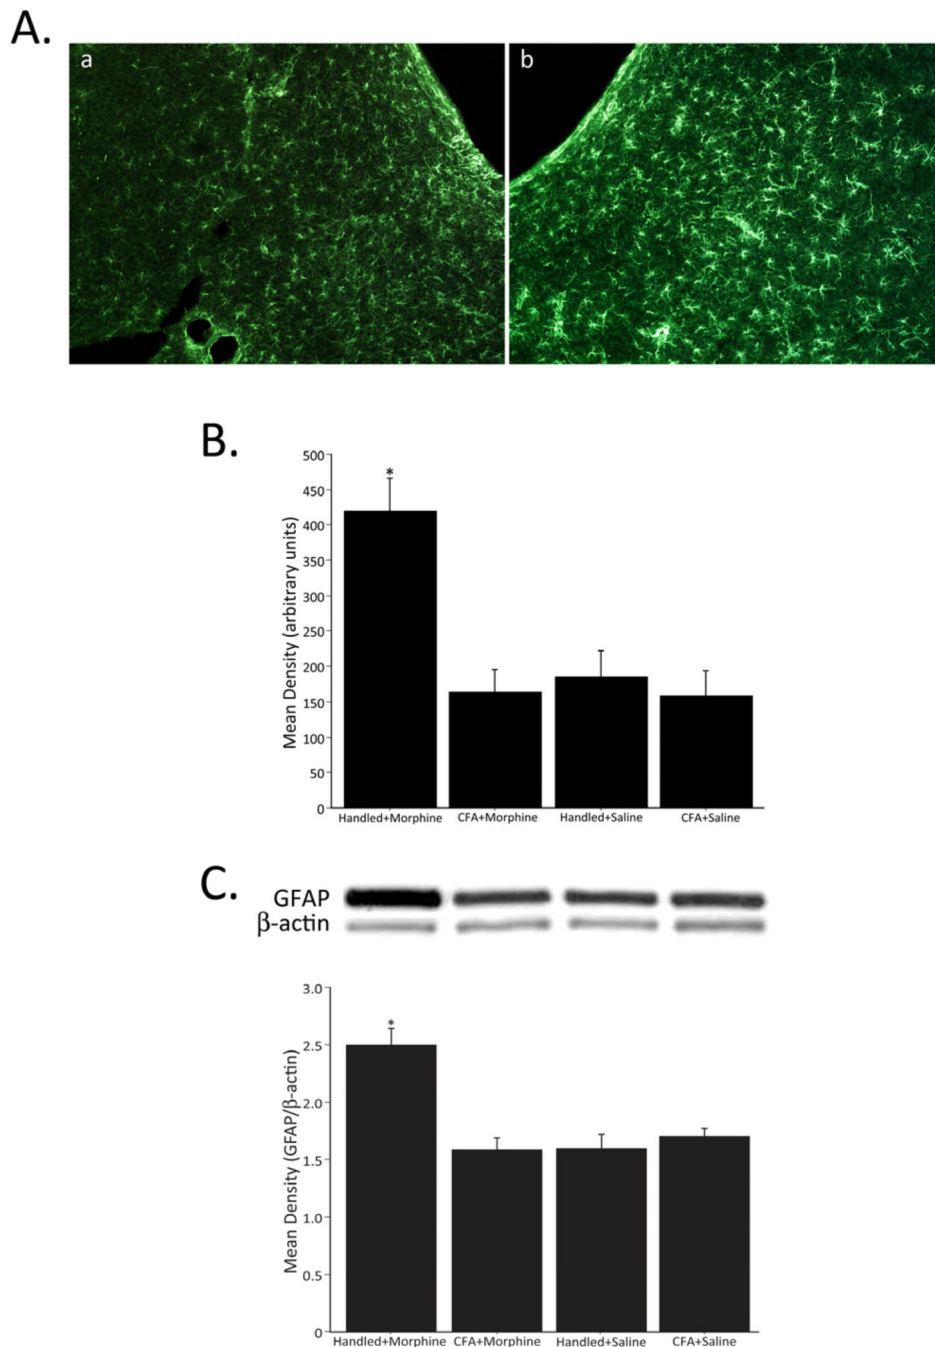 A.
a
b
B.
Mean Density (arbitrary units)
500
450
400
350
300
250
200
150
100
50
0
*
Handled+Morphine CFA+Morphine Handled+Saline CFA+Saline
C.
GFAP
β-actin
Mean Density (GFAP/β-actin)
3.0
2.5
2.0
1.5
1.0
0.5
0
*
Handled+Morphine CFA+Morphine Handled+Saline CFA+Saline